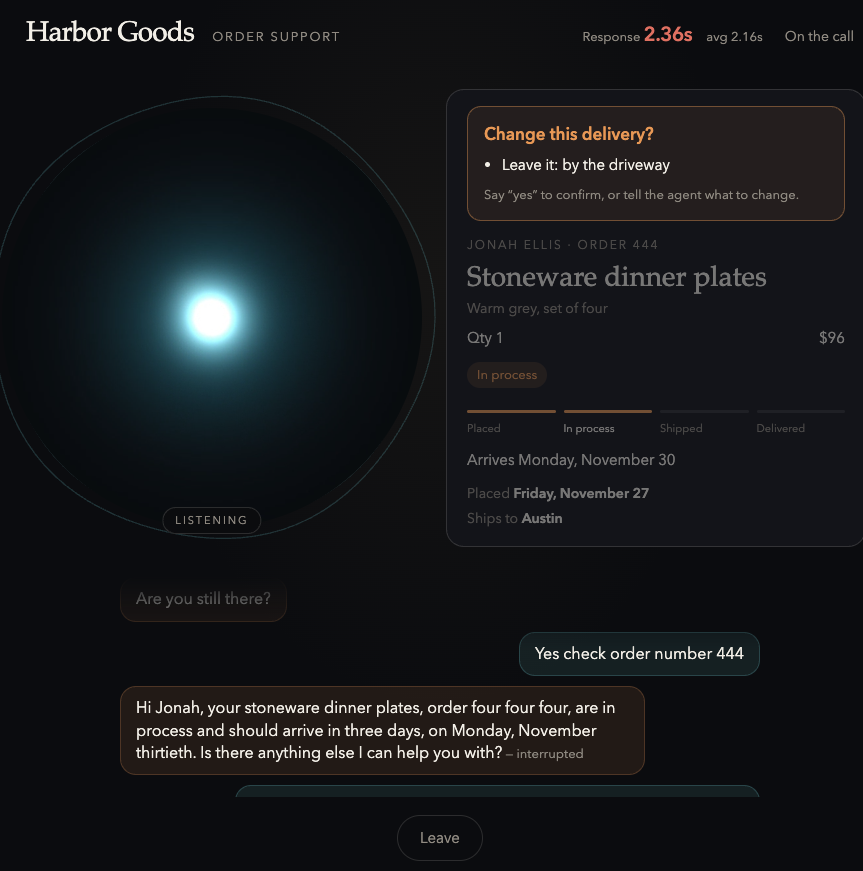 Harbor Goods ORDER SUPPORT
Response 2.36s avg 2.16s On the call
Change this delivery?
• Leave it: by the driveway
Say “yes” to confirm, or tell the agent what to change.
JONAH ELLIS · ORDER 444
Stoneware dinner plates
Warm grey, set of four
Qty 1 $96
In process
Placed In process Shipped Delivered
Arrives Monday, November 30
Placed Friday, November 27
Ships to Austin
LISTENING
Are you still there?
Yes check order number 444
Hi Jonah, your stoneware dinner plates, order four four four, are in
process and should arrive in three days, on Monday, November
thirtieth. Is there anything else I can help you with? – interrupted
Leave